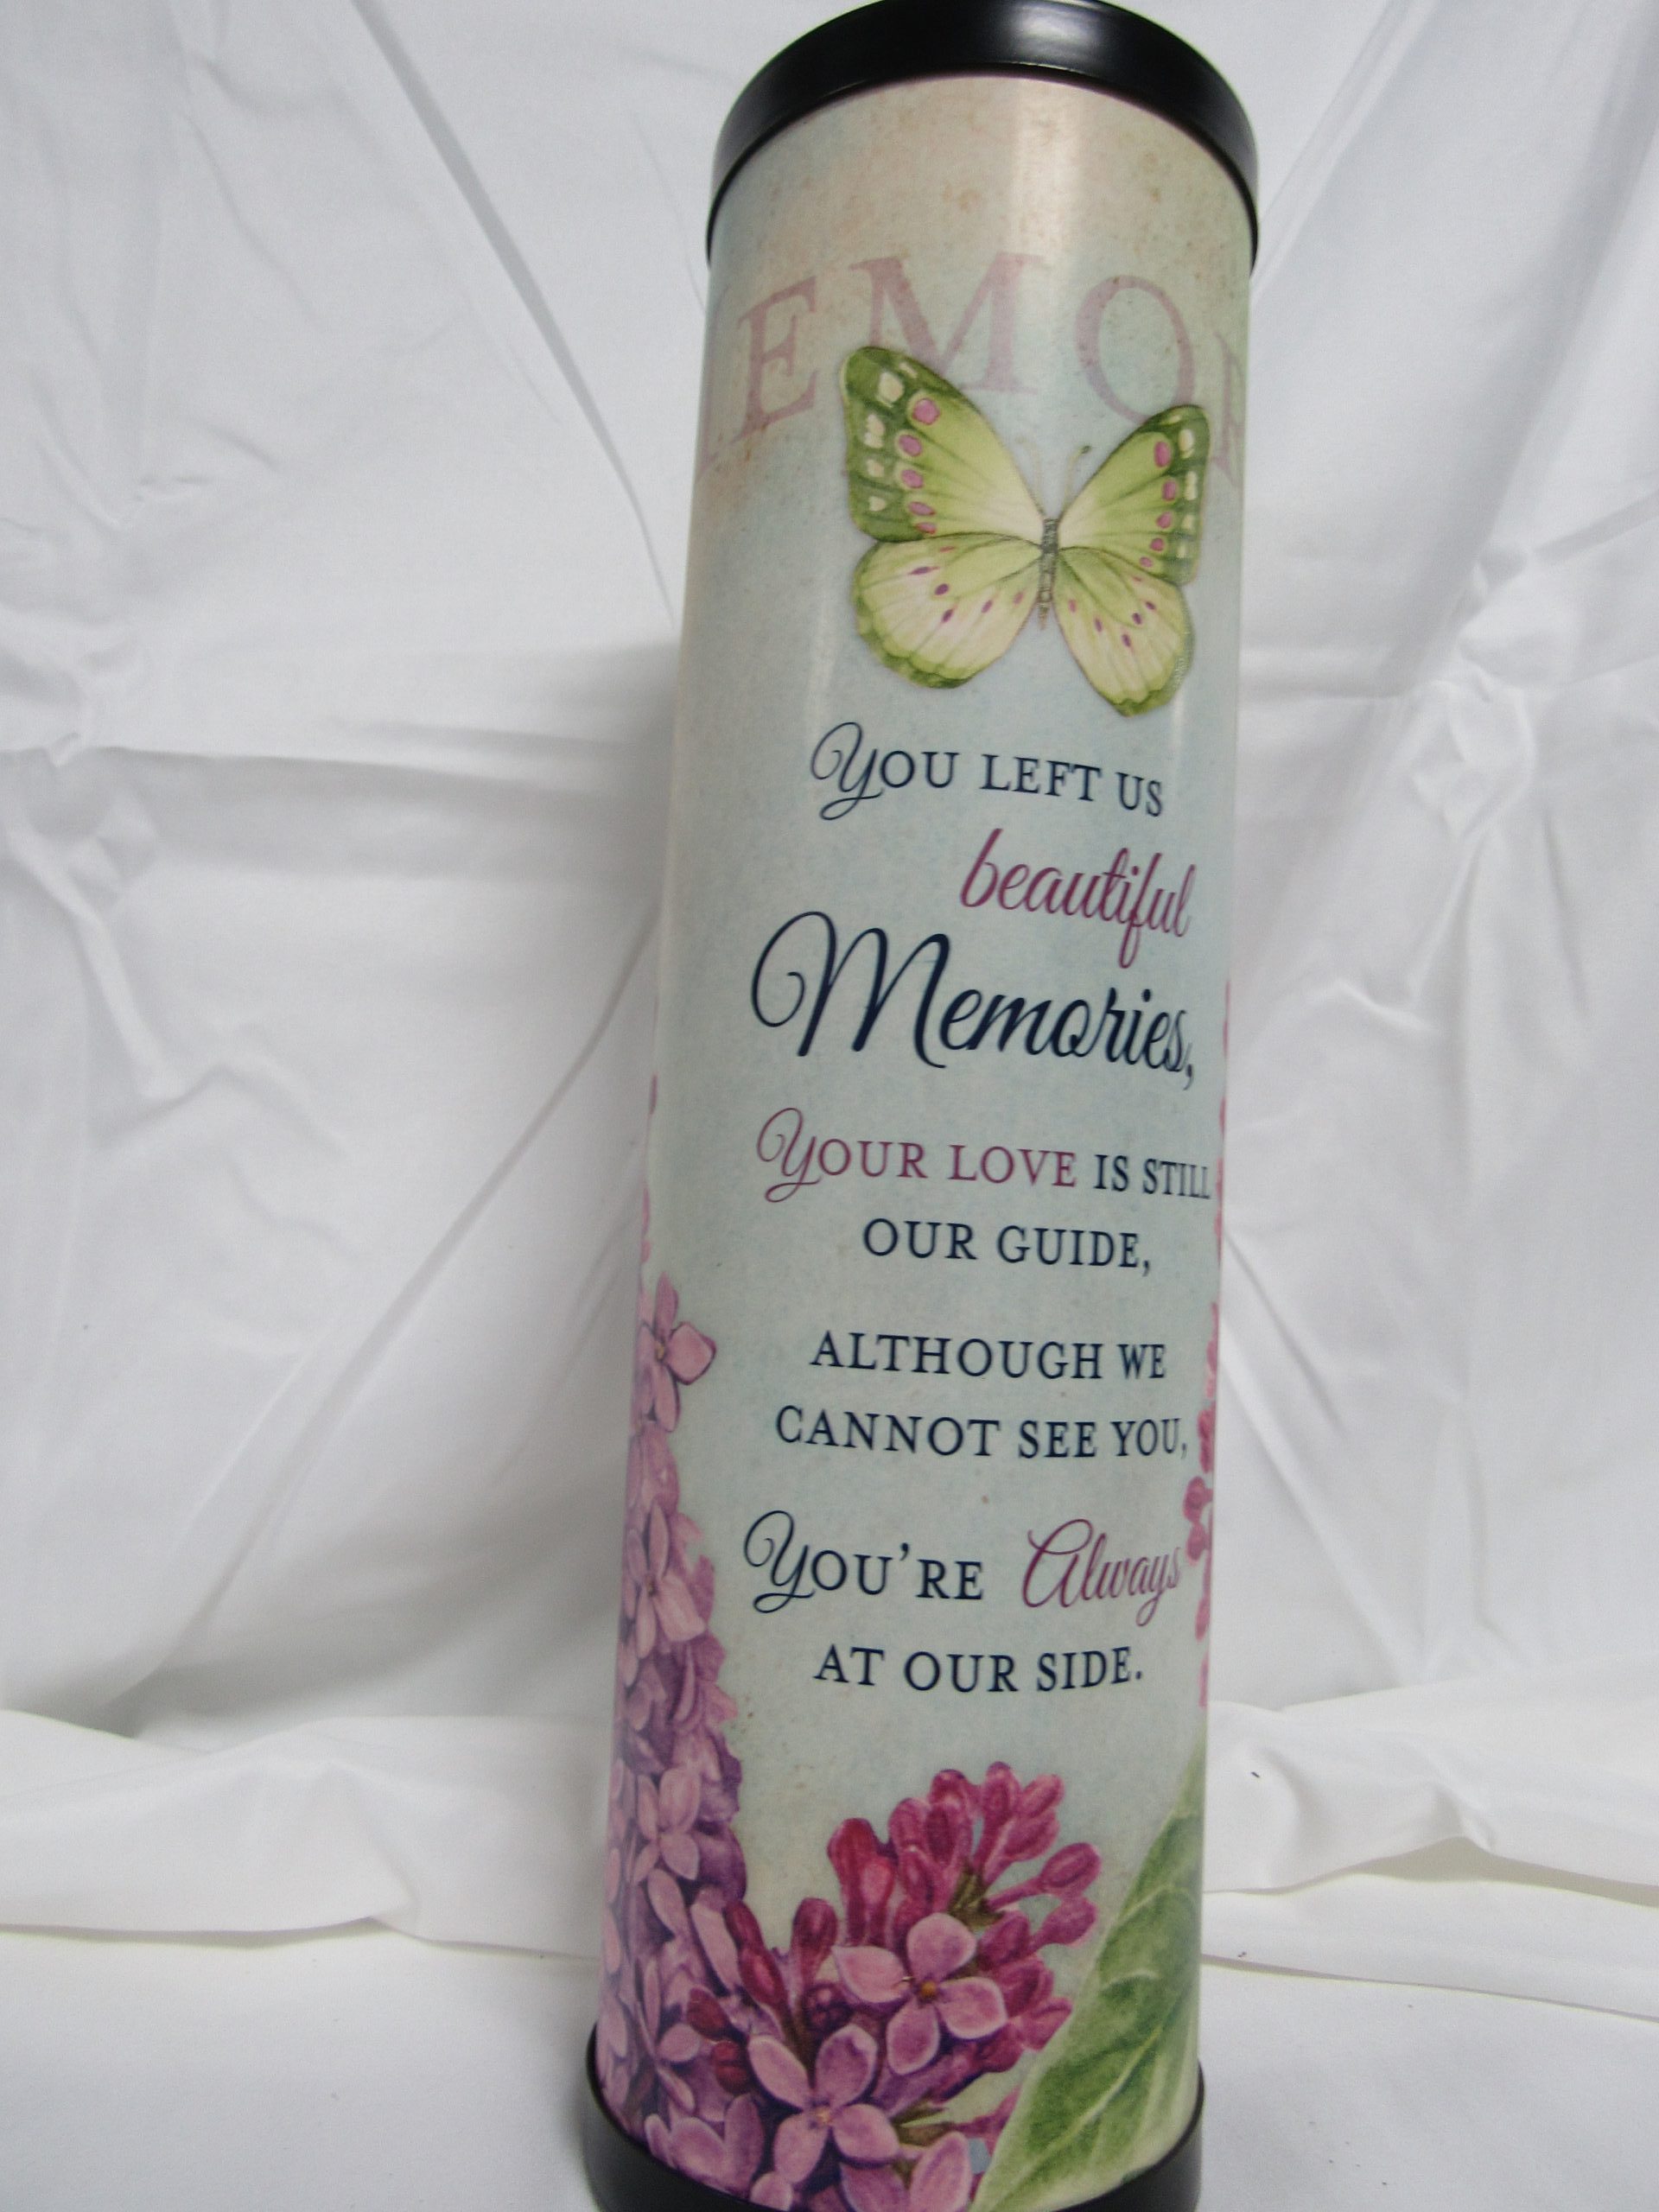 EMO
You left us
beautiful
Memories,
Your love is still
our guide,
although we
cannot see you,
You're Always
at our side.